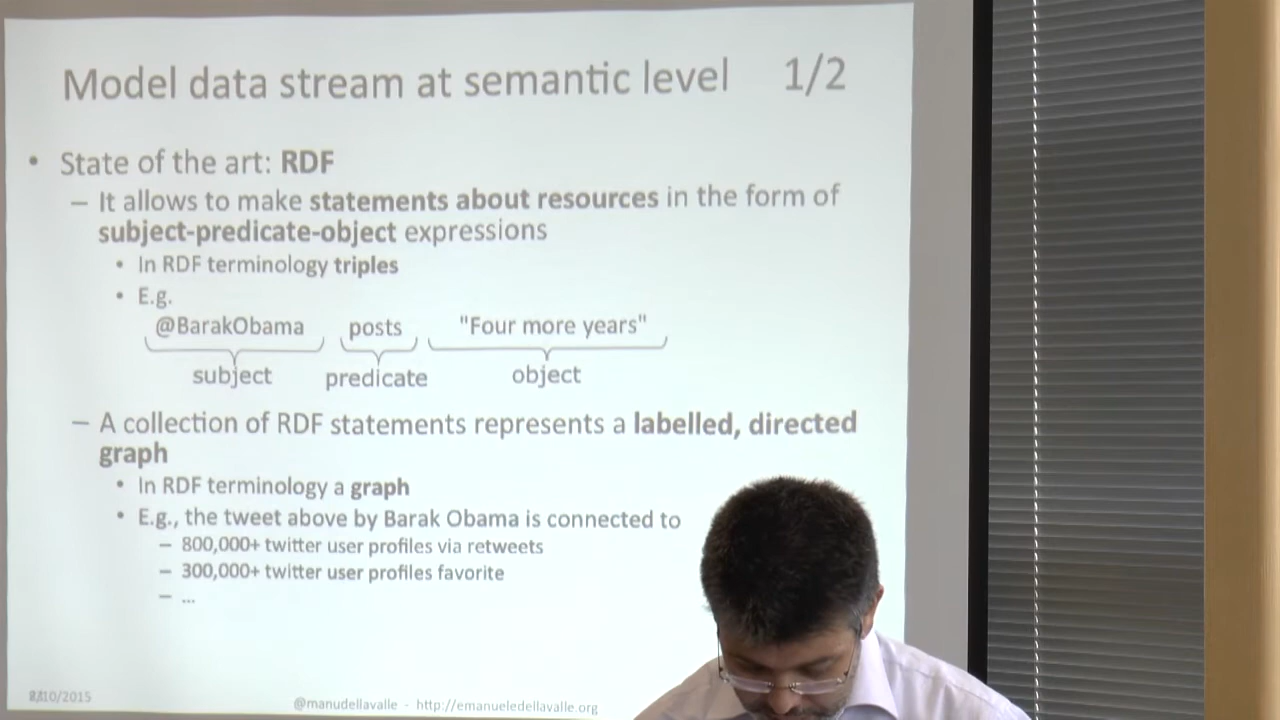 Model data stream at semantic level 1/2
• State of the art: RDF
– It allows to make statements about resources in the form of
subject-predicate-object expressions
• In RDF terminology triples
• E.g.
@BarakObama posts "Four more years"
subject predicate object
– A collection of RDF statements represents a labelled, directed
graph
• In RDF terminology a graph
• E.g., the tweet above by Barak Obama is connected to
– 800,000+ twitter user profiles via retweets
– 300,000+ twitter user profiles favorite
– ...
@manudellavalle - http://emanueledellavalle.org